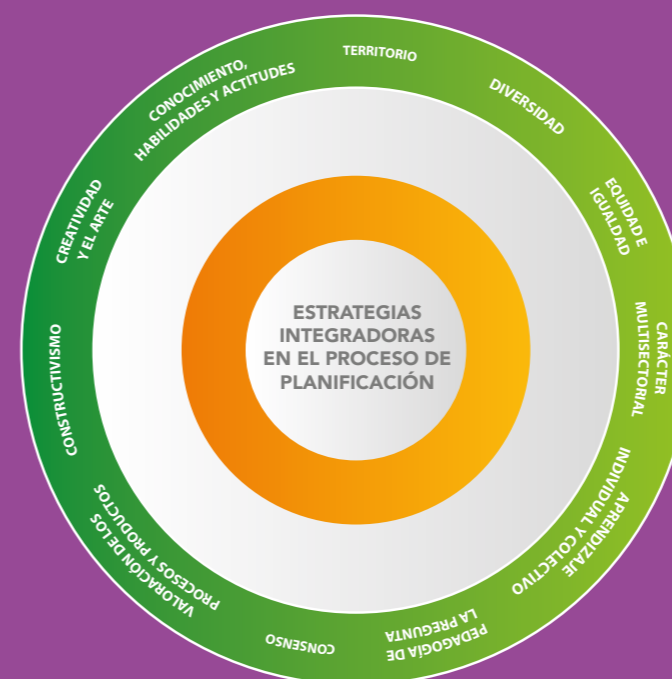 TERRITORIO
DIVERSIDAD
EQUIDAD E
IGUALDAD
CARÁCTER
MULTISECTORIAL
APRENDIZAJE
INDIVIDUAL Y COLECTIVO
PEDAGOGÍA DE
LA PREGUNTA
CONSENSO
VALORACIÓN DE LOS
PROCESOS Y PRODUCTOS
CONSTRUCTIVISMO
CREATIVIDAD
Y EL ARTE
CONOCIMIENTO,
HABILIDADES Y ACTITUDES
ESTRATEGIAS
INTEGRADORAS
EN EL PROCESO DE
PLANIFICACIÓN